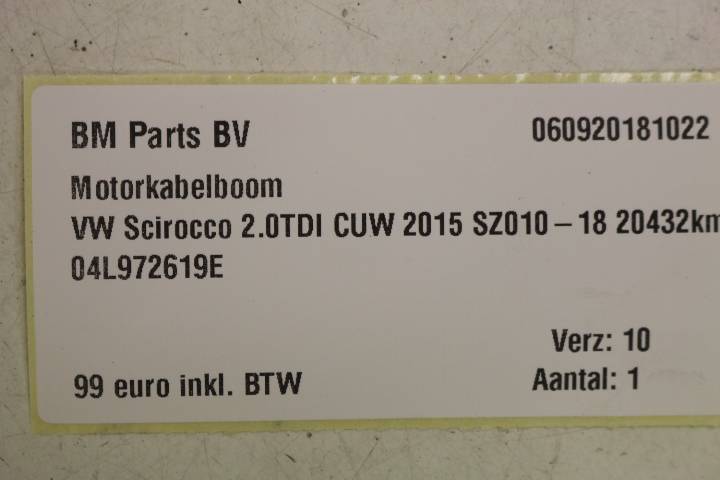 BM Parts BV 060920181022
Motorkabelboom
VW Scirocco 2.0TDI CUW 2015 SZ010-18 20432km
04L972619E
Verz: 10
99 euro inkl. BTW Aantal: 1